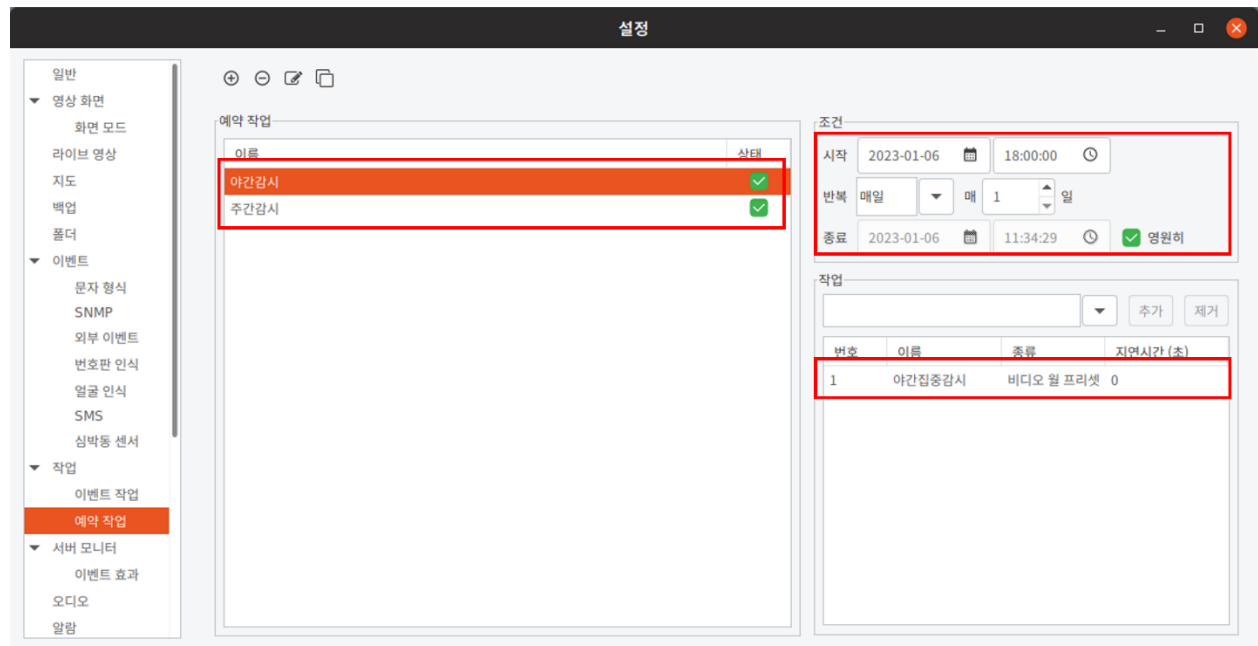 설정
일반
영상 화면
화면 모드
라이브 영상
지도
백업
폴더
이벤트
문자 형식
SNMP
외부 이벤트
번호판 인식
얼굴 인식
SMS
심박동 센서
작업
이벤트 작업
예약 작업
서버 모니터
이벤트 효과
오디오
알람
예약 작업
이름 상태
야간감시
주간감시
조건
시작 2023-01-06 18:00:00
반복 매일 매 1 일
종료 2023-01-06 11:34:29 영원히
작업
추가 제거
번호 이름 종류 지연시간 (초)
1 야간집중감시 비디오 월 프리셋 0